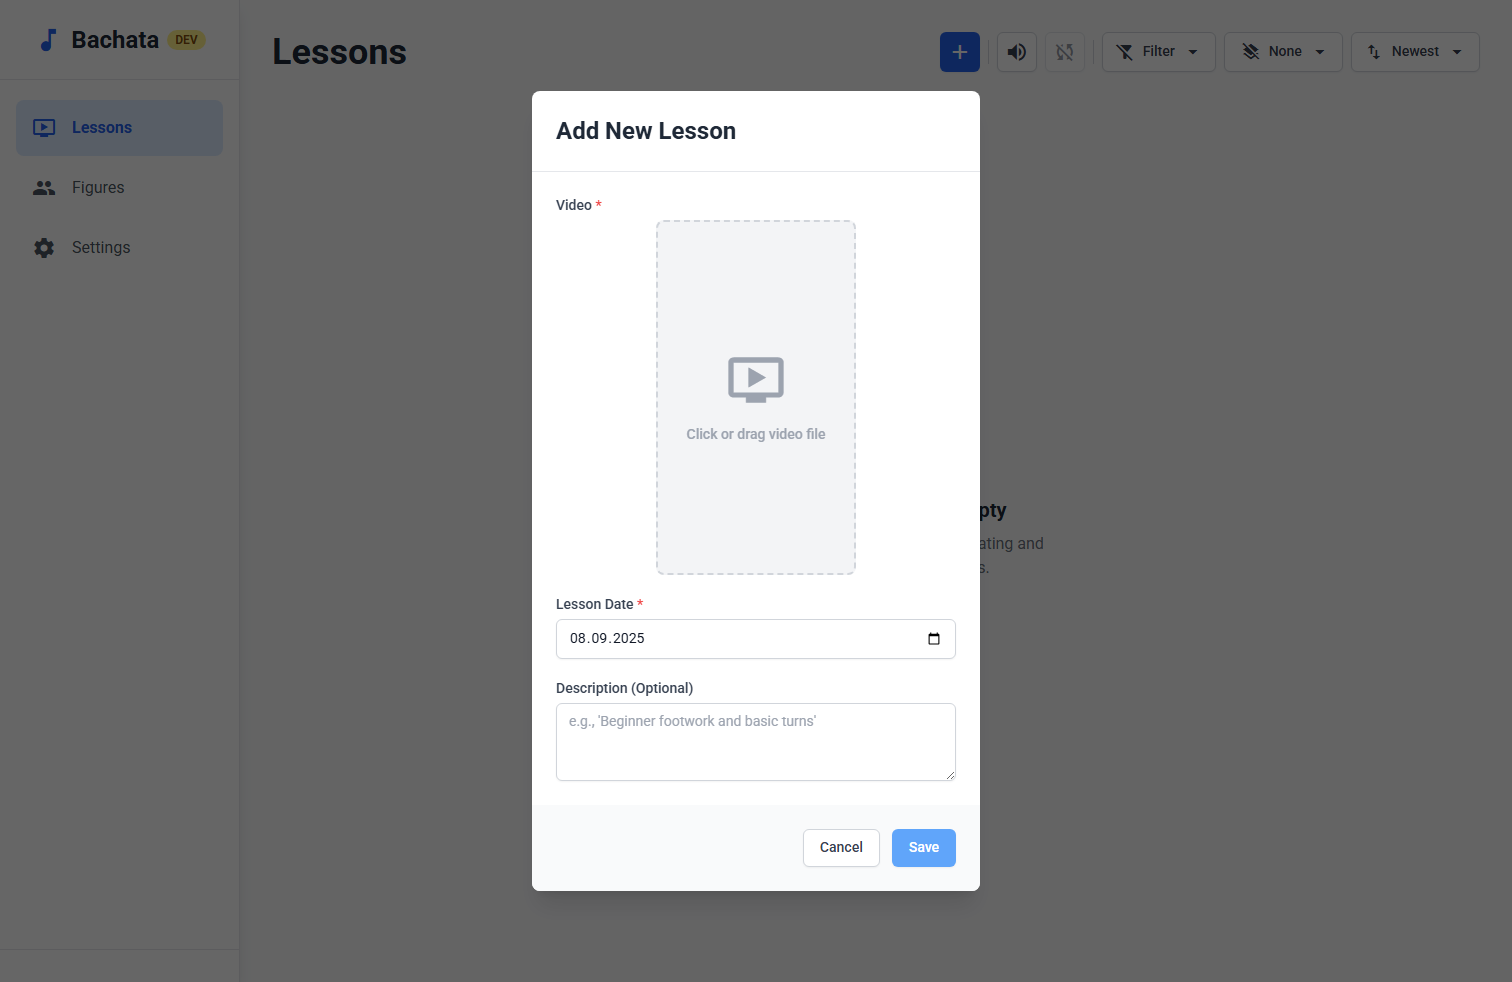 Bachata DEV
Lessons
Figures
Settings
Lessons
Filter
None
Newest
Add New Lesson
Video *
Click or drag video file
Lesson Date *
08.09.2025
Description (Optional)
e.g., 'Beginner footwork and basic turns'
Cancel
Save
pty
ating and
s.